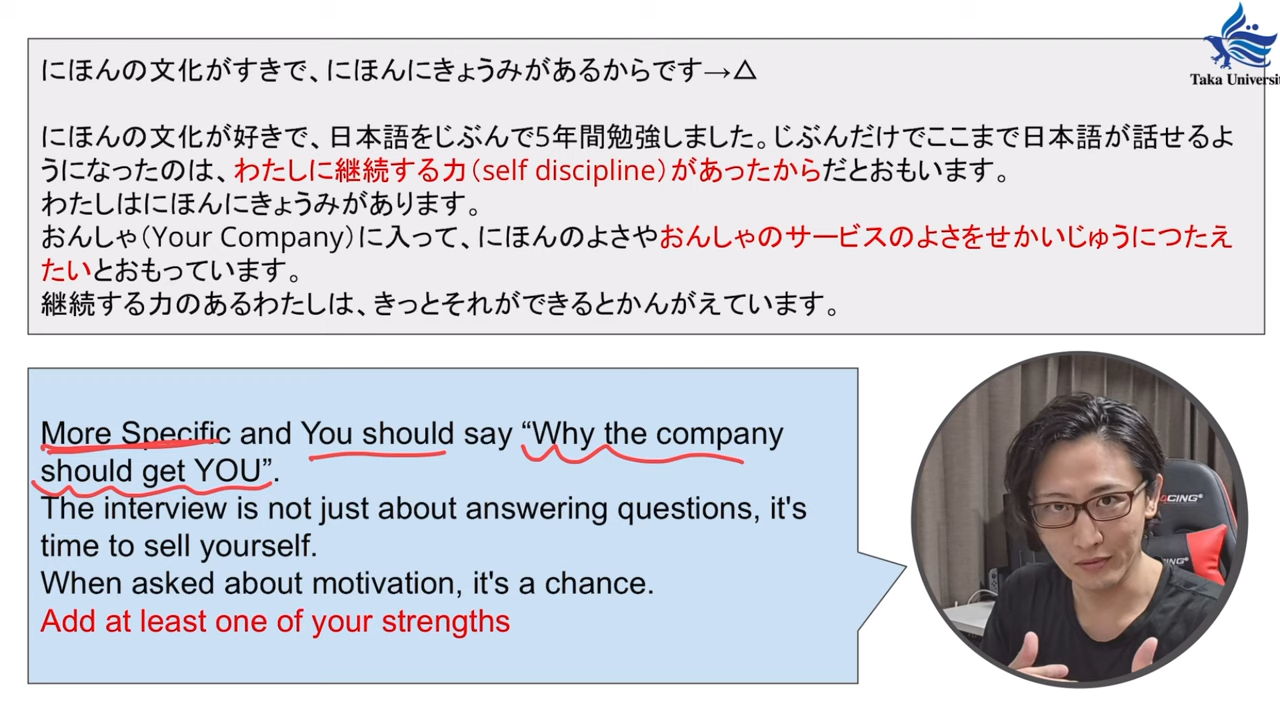 Taka Universit
にほんの文化がすきで、にほんにきょうみがあるからです→△
にほんの文化が好きで、日本語をじぶんで5年間勉強しました。じぶんだけでここまで日本語が話せるよ
うになったのは、わたしに継続する力（self discipline）があったからだとおもいます。
わたしはにほんにきょうみがあります。
おんしゃ（Your Company）に入って、にほんのよさやおんしゃのサービスのよさをせかいじゅうにつたえ
たいとおもっています。
継続する力のあるわたしは、きっとそれができるとかんがえています。
More Specific and You should say “Why the company
should get YOU”.
The interview is not just about answering questions, it's
time to sell yourself.
When asked about motivation, it's a chance.
Add at least one of your strengths
ACING
CING